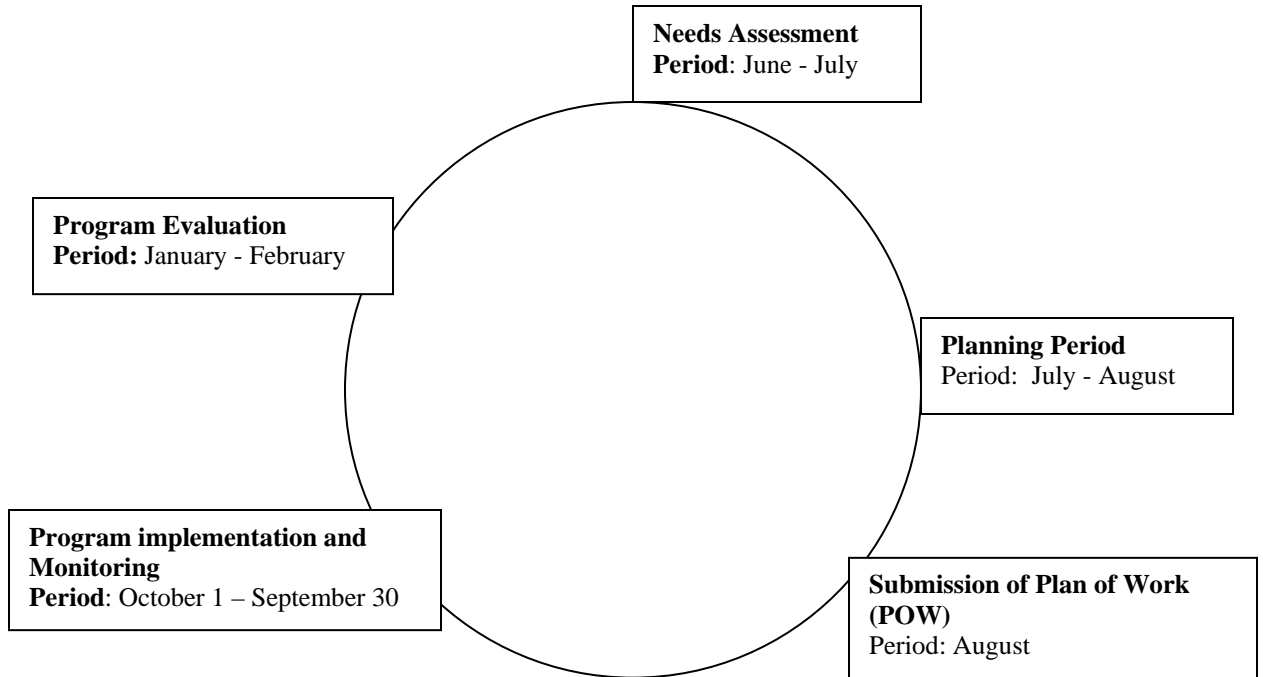 Needs Assessment
Period: June - July
Program Evaluation
Period: January - February
Planning Period
Period: July - August
Program implementation and
Monitoring
Period: October 1 – September 30
Submission of Plan of Work
(POW)
Period: August